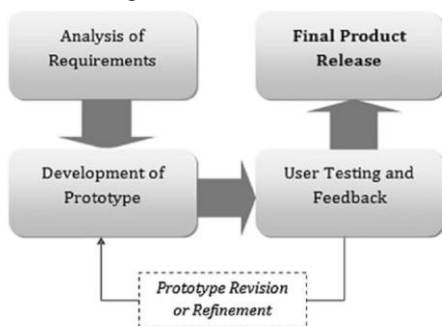 Analysis of
Requirements
Final Product
Release
Development of
Prototype
User Testing and
Feedback
Prototype Revision
or Refinement